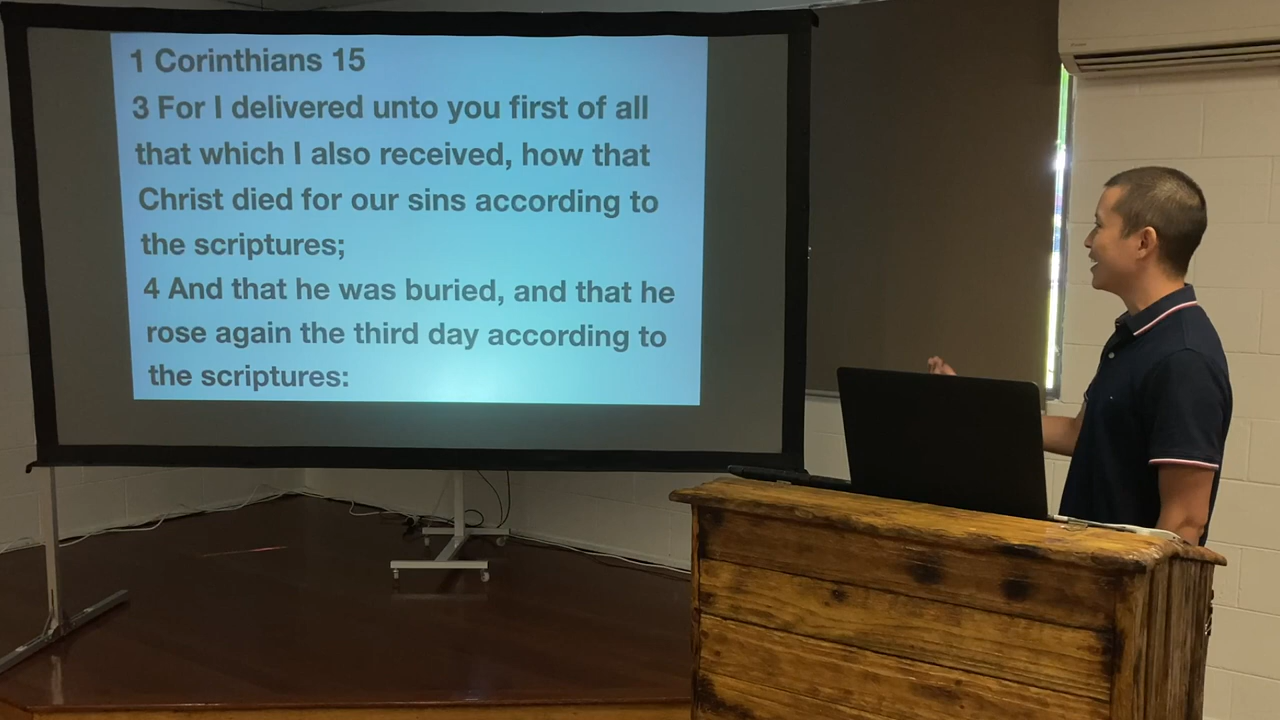 1 Corinthians 15
3 For I delivered unto you first of all
that which I also received, how that
Christ died for our sins according to
the scriptures;
4 And that he was buried, and that he
rose again the third day according to
the scriptures: